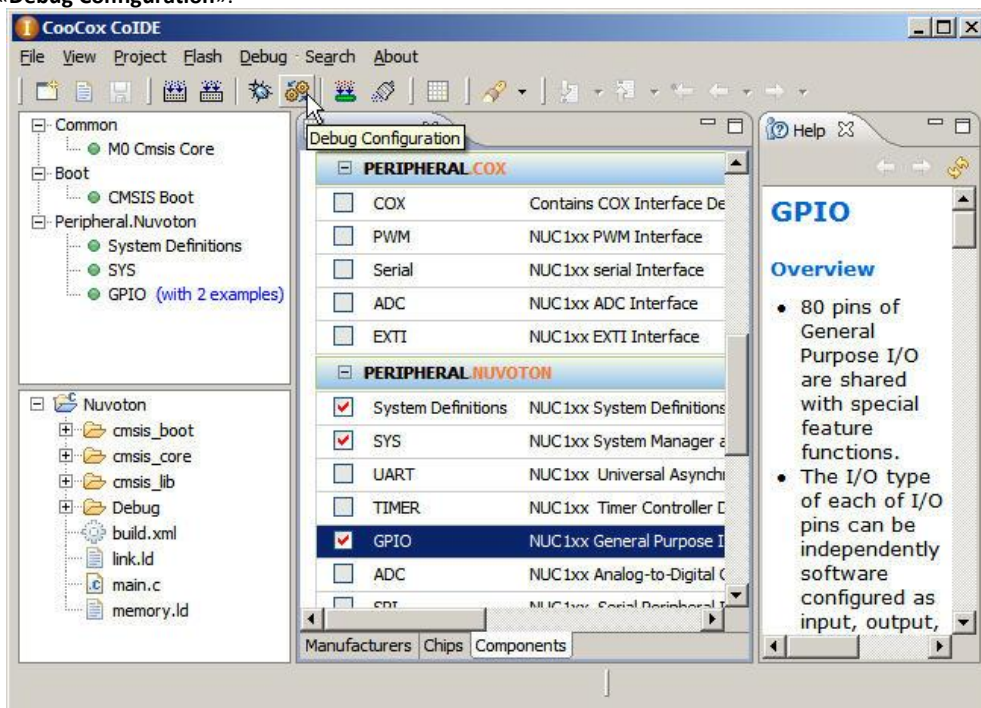 «Debug Configuration»:
CooCox CoIDE
File View Project Flash Debug Search About
Debug Configuration
Common
M0 Cmsis Core
Boot
CMSIS Boot
Peripheral.Nuvoton
System Definitions
SYS
GPIO (with 2 examples)
Nuvoton
cmsis_boot
cmsis_core
cmsis_lib
Debug
build.xml
link.ld
main.c
memory.ld
PERIPHERAL.COX
COX Contains COX Interface De
PWM NUC1xx PWM Interface
Serial NUC1xx serial Interface
ADC NUC1xx ADC Interface
EXTI NUC1xx EXTI Interface
PERIPHERAL.NUVOTON
System Definitions NUC1xx System Definitions
SYS NUC1xx System Manager a
UART NUC1xx Universal Asynchr
TIMER NUC1xx Timer Controller D
GPIO NUC1xx General Purpose I
ADC NUC1xx Analog-to-Digital C
SPI NUC1xx Serial Peripheral I
Manufacturers Chips Components
Help
GPIO
Overview
• 80 pins of
General
Purpose I/O
are shared
with special
feature
functions.
• The I/O type
of each of I/O
pins can be
independently
software
configured as
input, output,